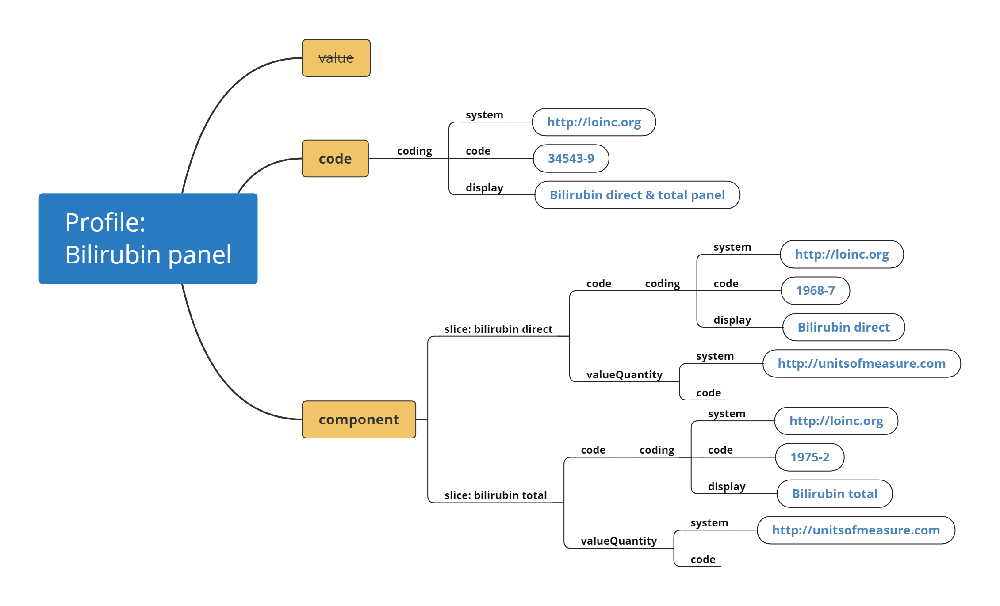 value
system
http://loinc.org
coding
code
34543-9
code
display
Bilirubin direct & total panel
Profile:
Bilirubin panel
system
http://loinc.org
code
coding
code
1968-7
slice: bilirubin direct
display
Bilirubin direct
system
http://unitsofmeasure.com
valueQuantity
code
component
system
http://loinc.org
code
coding
code
1975-2
slice: bilirubin total
display
Bilirubin total
system
http://unitsofmeasure.com
valueQuantity
code